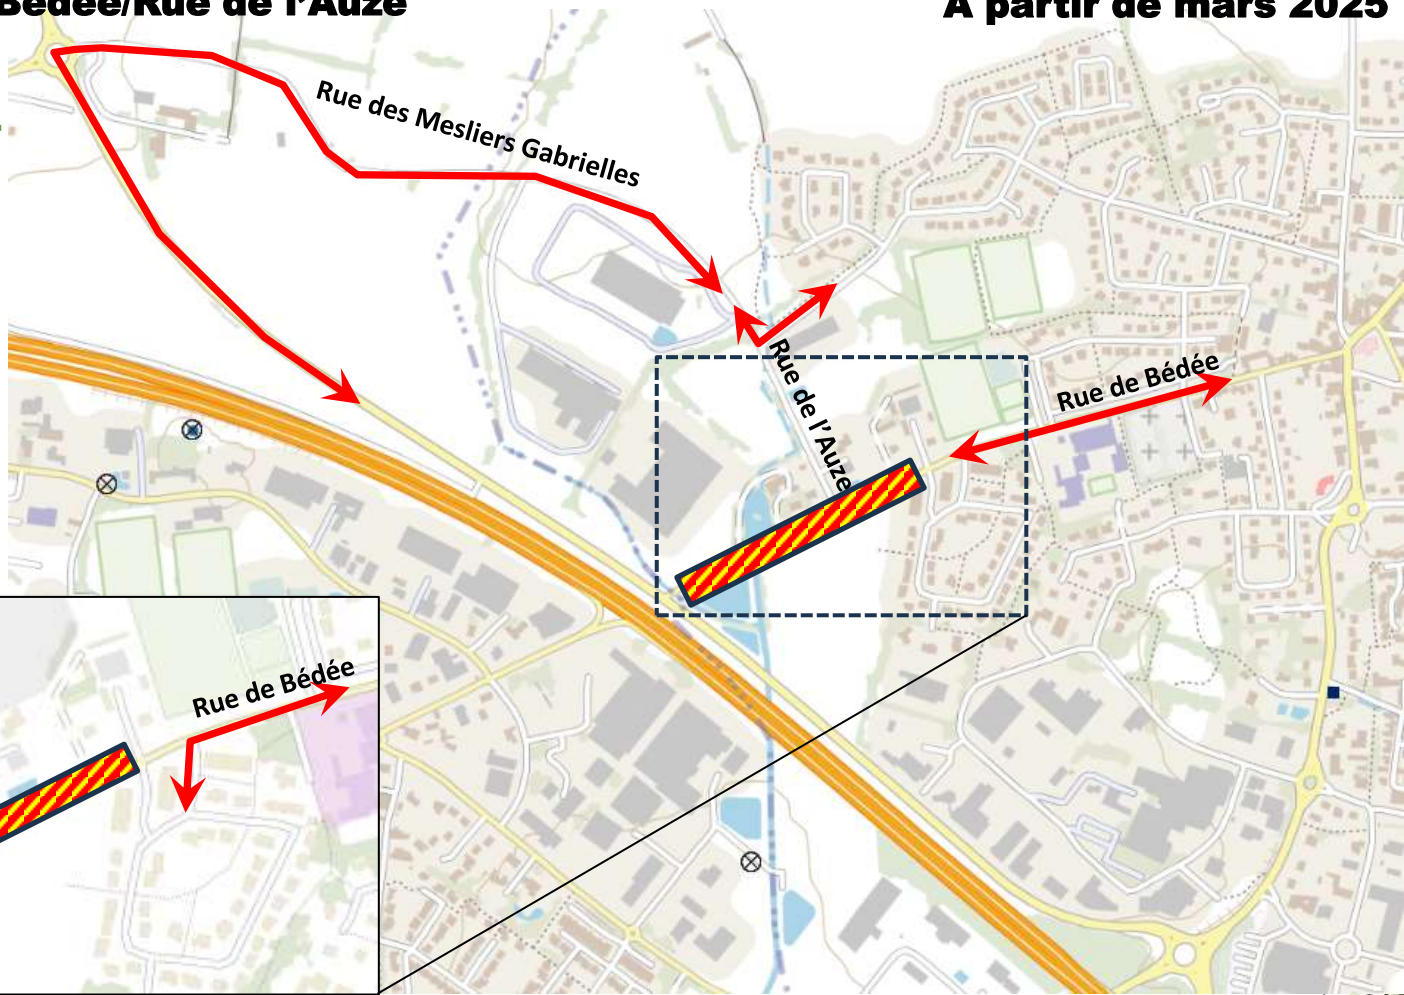 Bédée/Rue de l'Auze
A partir de mars 2025
Rue des Mesliers Gabrielles
Rue de l'Auze
Rue de Bédée
Rue de Bédée